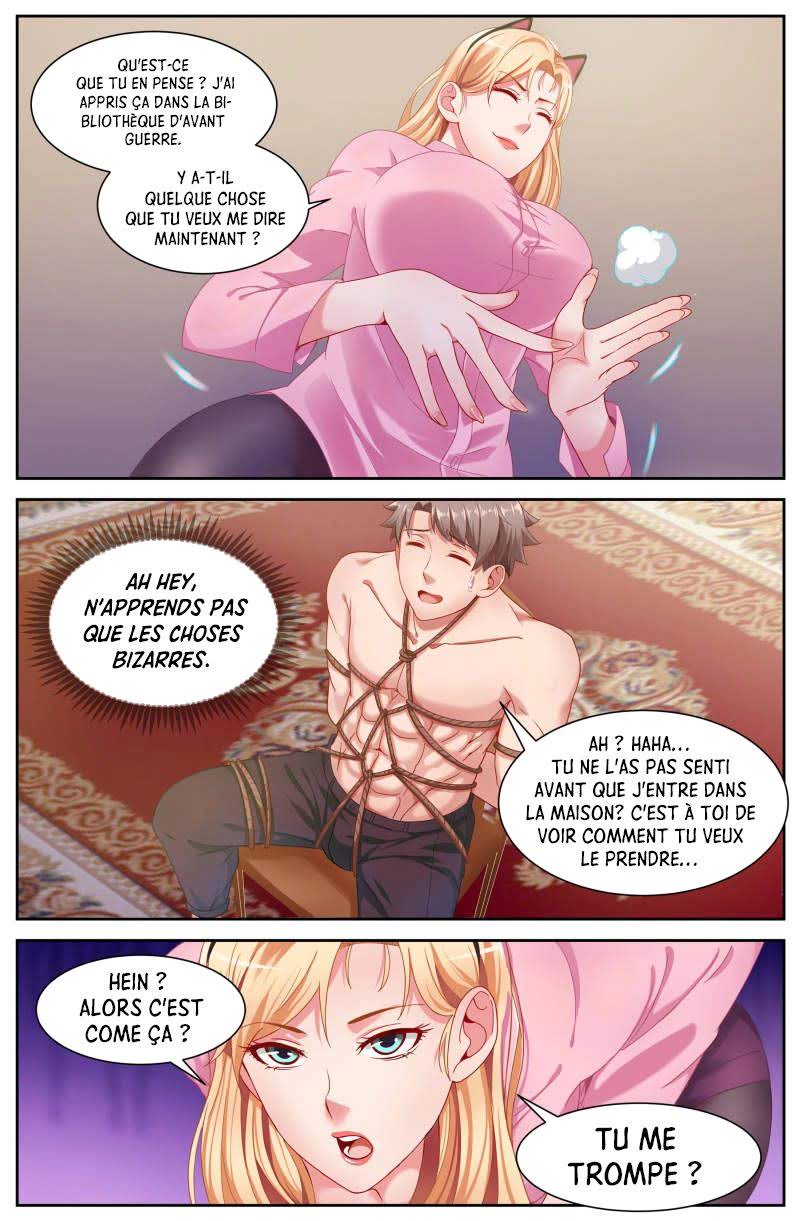 QU'EST-CE
QUE TU EN PENSE ? J'AI
APPRIS ÇA DANS LA BI-
BLIOTHÈQUE D'AVANT
GUERRE.
Y A-T-IL
QUELQUE CHOSE
QUE TU VEUX ME DIRE
MAINTENANT ?
AH HEY,
N'APPRENDS PAS
QUE LES CHOSES
BIZARRES.
AH ? HAHA...
TU NE L'AS PAS SENTI
AVANT QUE J'ENTRE DANS
LA MAISON? C'EST À TOI DE
VOIR COMMENT TU VEUX
LE PRENDRE...
HEIN ?
ALORS C'EST
COME ÇA ?
TU ME
TROMPE ?